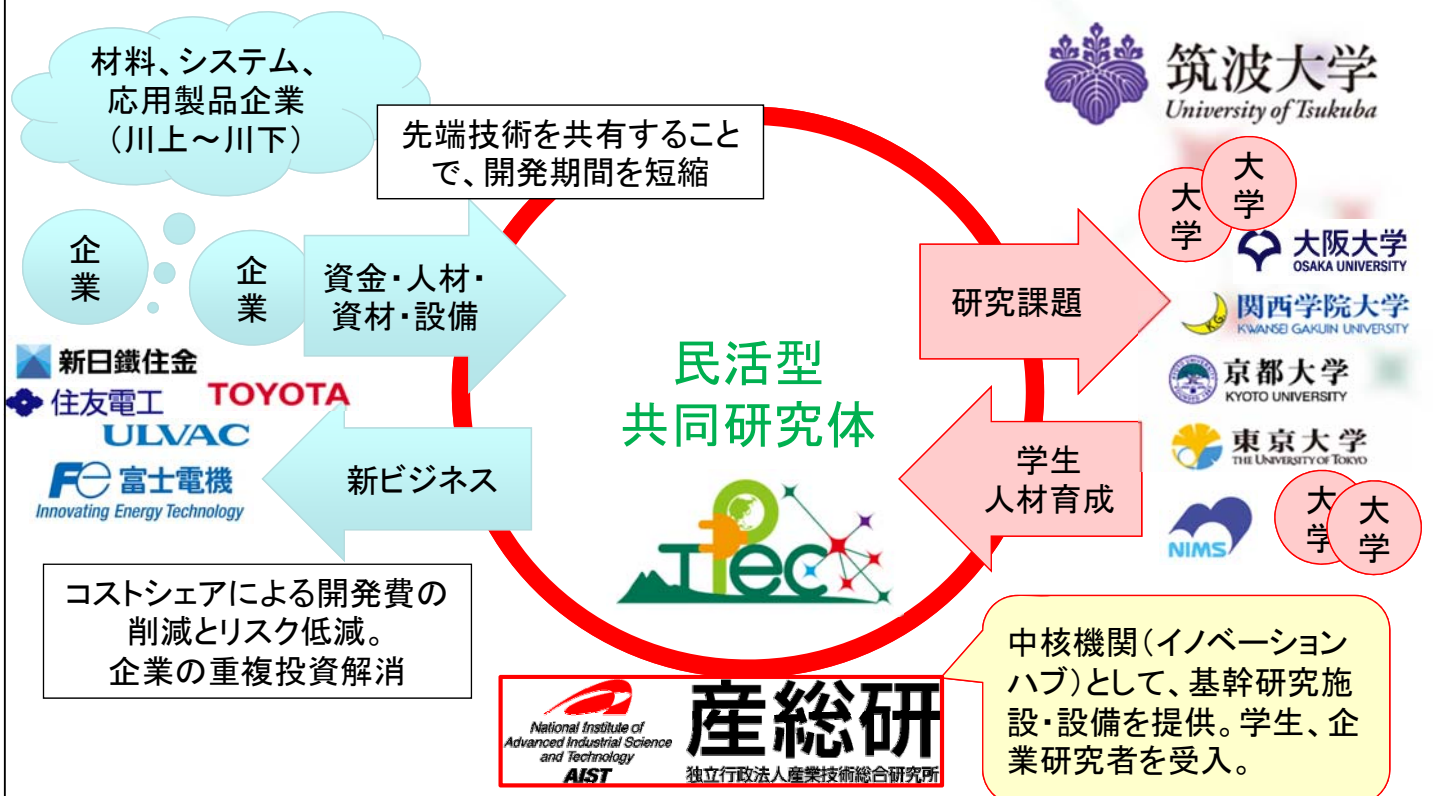 材料、システム、
応用製品企業
（川上～川下）
先端技術を共有すること
で、開発期間を短縮
筑波大学
University of Tsukuba
大
学
大
学
企
業
企
業
資金・人材・
資材・設備
研究課題
大阪大学
OSAKA UNIVERSITY
関西学院大学
KWANSEI GAKUIN UNIVERSITY
新日鐵住金
住友電工
TOYOTA
ULVAC
富士電機
Innovating Energy Technology
新ビジネス
民活型
共同研究体
TPEC
学生
人材育成
京都大学
KYOTO UNIVERSITY
東京大学
THE UNIVERSITY OF TOKYO
NIMS
大
学
大
学
コストシェアによる開発費の
削減とリスク低減。
企業の重複投資解消
National Institute of
Advanced Industrial Science
and Technology
AIST
産総研
独立行政法人産業技術総合研究所
中核機関（イノベーション
ハブ）として、基幹研究施
設・設備を提供。学生、企
業研究者を受入。